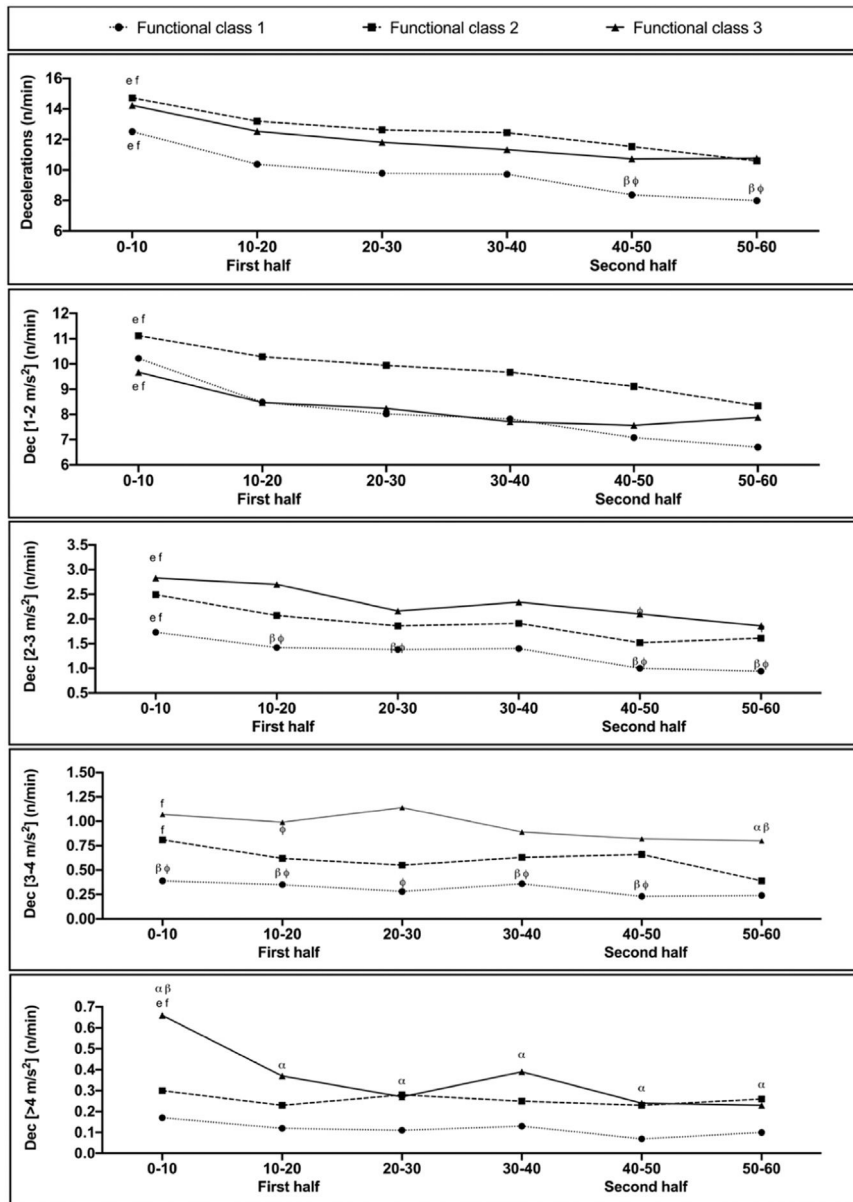 Functional class 1 Functional class 2 Functional class 3
Decelerations (n/min)
16
14
12
10
8
6
e f
e f
β ϕ β ϕ
0-10 10-20 20-30 30-40 40-50 50-60
First half Second half
Dec [1-2 m/s²] (n/min)
12
11
10
9
8
7
6
e f
e f
0-10 10-20 20-30 30-40 40-50 50-60
First half Second half
Dec [2-3 m/s²] (n/min)
3.5
3.0
2.5
2.0
1.5
1.0
0.5
e f
e f
ϕ
β ϕ β ϕ β ϕ β ϕ
0-10 10-20 20-30 30-40 40-50 50-60
First half Second half
Dec [3-4 m/s²] (n/min)
1.50
1.25
1.00
0.75
0.50
0.25
0.00
f
f
ϕ α β
β ϕ β ϕ ϕ β ϕ β ϕ
0-10 10-20 20-30 30-40 40-50 50-60
First half Second half
Dec [>4 m/s²] (n/min)
0.7
0.6
0.5
0.4
0.3
0.2
0.1
0.0
α β
e f
α α α α α
0-10 10-20 20-30 30-40 40-50 50-60
First half Second half